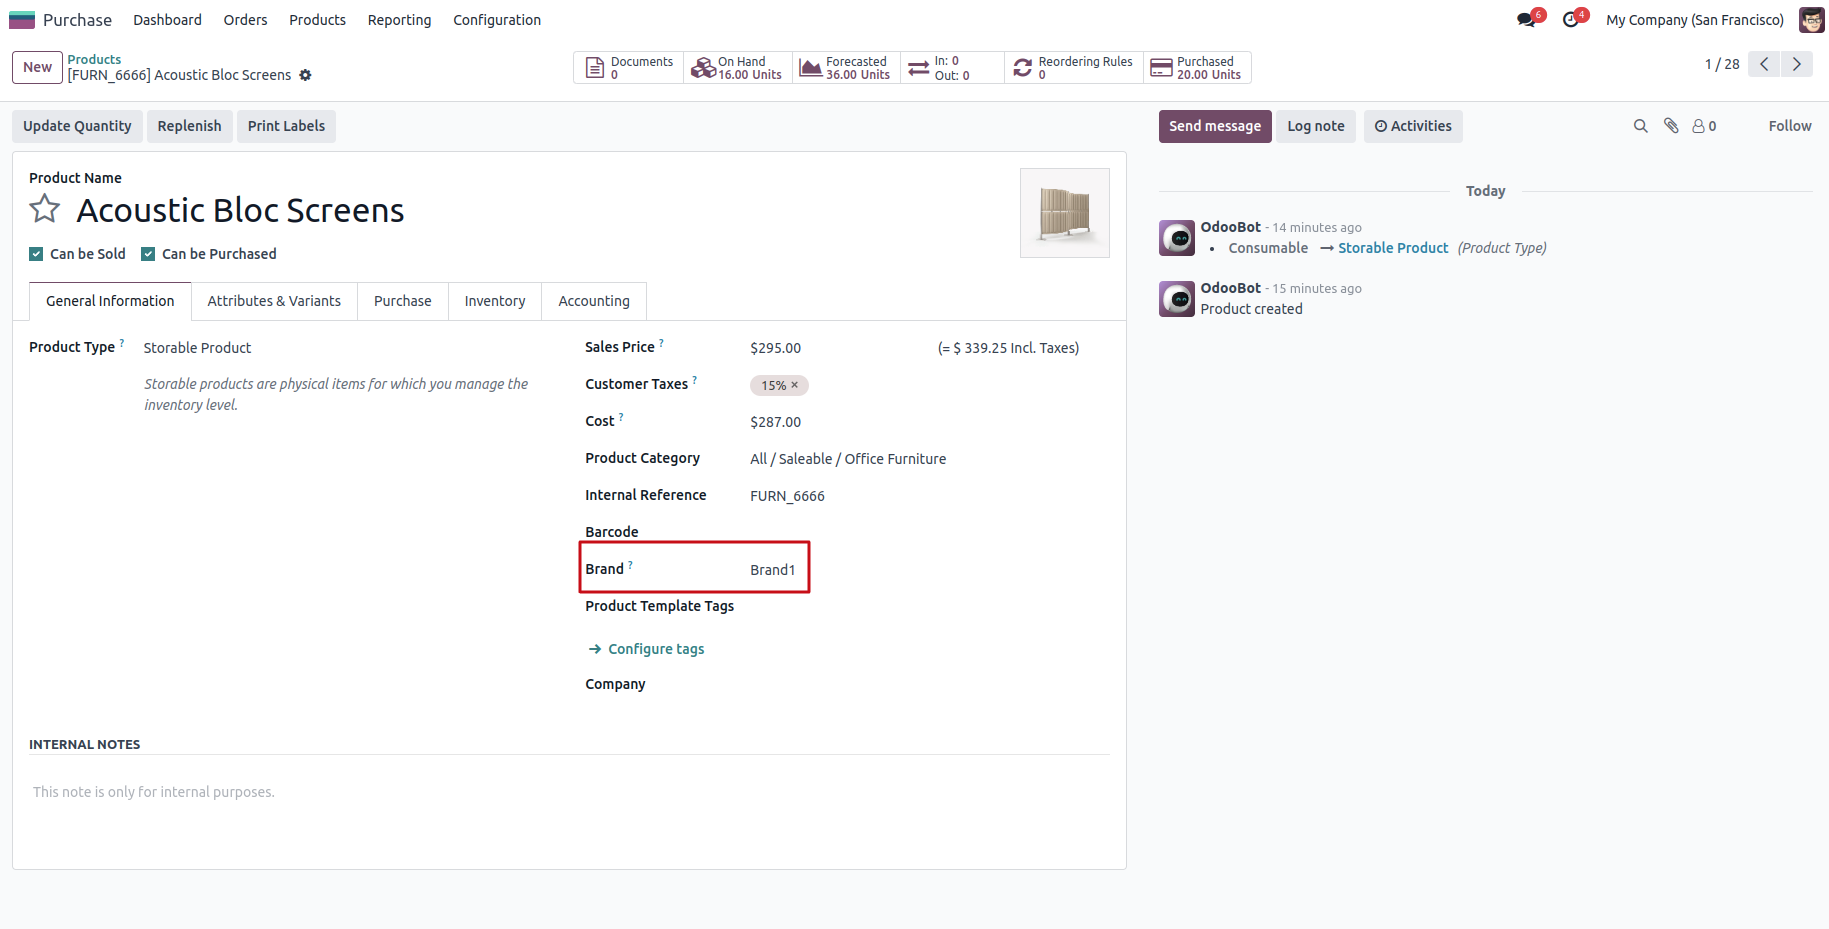 Purchase Dashboard Orders Products Reporting Configuration 6 4 My Company (San Francisco)
New Products
[FURN_6666] Acoustic Bloc Screens
Documents 0
On Hand 16.00 Units
Forecasted 36.00 Units
In: 0
Out: 0
Reordering Rules 0
Purchased 20.00 Units
1 / 28
Update Quantity Replenish Print Labels
Send message Log note Activities 0 Follow
Product Name
Acoustic Bloc Screens
Can be Sold Can be Purchased
General Information Attributes & Variants Purchase Inventory Accounting
Product Type ? Storable Product
Storable products are physical items for which you manage the
inventory level.
Sales Price ? $295.00 (= $ 339.25 Incl. Taxes)
Customer Taxes ? 15% ×
Cost ? $287.00
Product Category All / Saleable / Office Furniture
Internal Reference FURN_6666
Barcode
Brand ? Brand1
Product Template Tags
→ Configure tags
Company
INTERNAL NOTES
This note is only for internal purposes.
Today
OdooBot - 14 minutes ago
• Consumable → Storable Product (Product Type)
OdooBot - 15 minutes ago
Product created